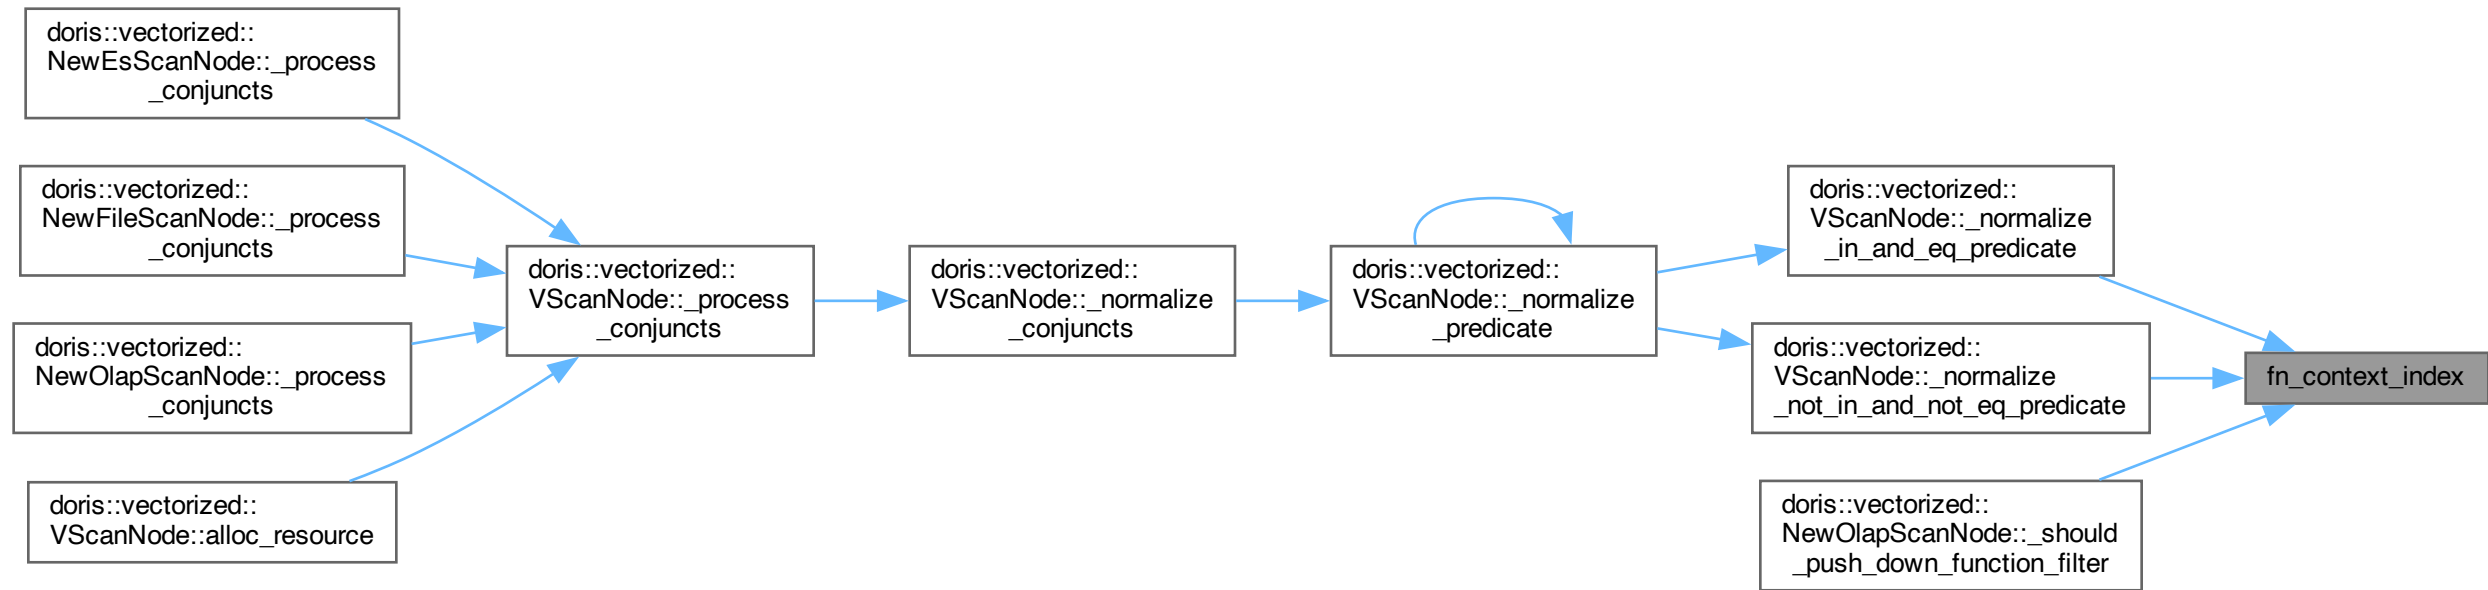 doris::vectorized::
NewEsScanNode::_process
_conjuncts
doris::vectorized::
NewFileScanNode::_process
_conjuncts
doris::vectorized::
NewOlapScanNode::_process
_conjuncts
doris::vectorized::
VScanNode::alloc_resource
doris::vectorized::
VScanNode::_process
_conjuncts
doris::vectorized::
VScanNode::_normalize
_conjuncts
doris::vectorized::
VScanNode::_normalize
_predicate
doris::vectorized::
VScanNode::_normalize
_in_and_eq_predicate
doris::vectorized::
VScanNode::_normalize
_not_in_and_not_eq_predicate
doris::vectorized::
NewOlapScanNode::_should
_push_down_function_filter
fn_context_index